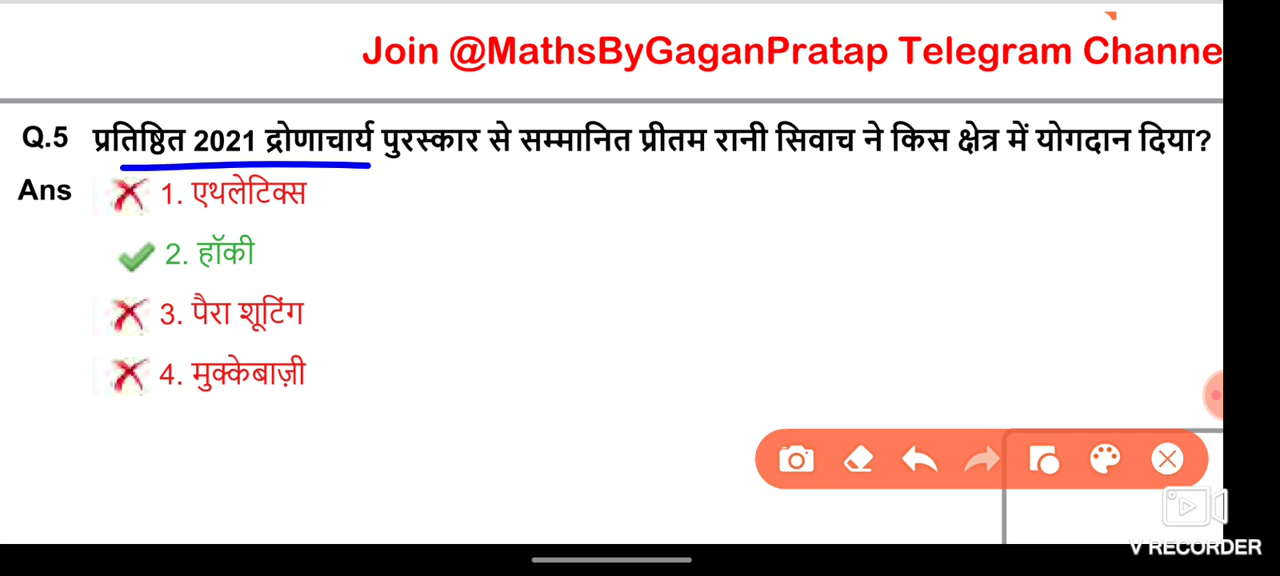 Join @MathsByGaganPratap Telegram Channe
Q.5 प्रतिष्ठित 2021 द्रोणाचार्य पुरस्कार से सम्मानित प्रीतम रानी सिवाच ने किस क्षेत्र में योगदान दिया?
Ans 1. एथलेटिक्स
2. हॉकी
3. पैरा शूटिंग
4. मुक्केबाज़ी
V RECORDER